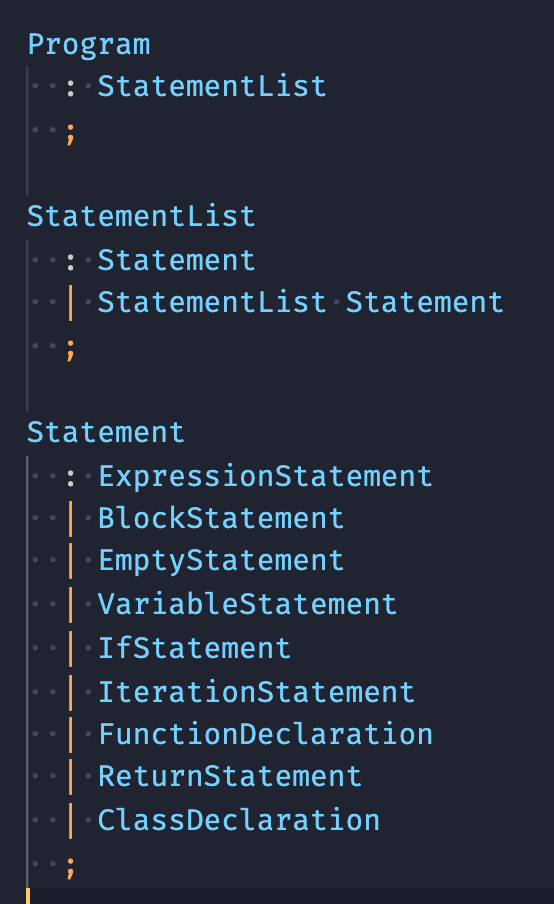 Program
  : StatementList
  ;

StatementList
  : Statement
  | StatementList Statement
  ;

Statement
  : ExpressionStatement
  | BlockStatement
  | EmptyStatement
  | VariableStatement
  | IfStatement
  | IterationStatement
  | FunctionDeclaration
  | ReturnStatement
  | ClassDeclaration
  ;